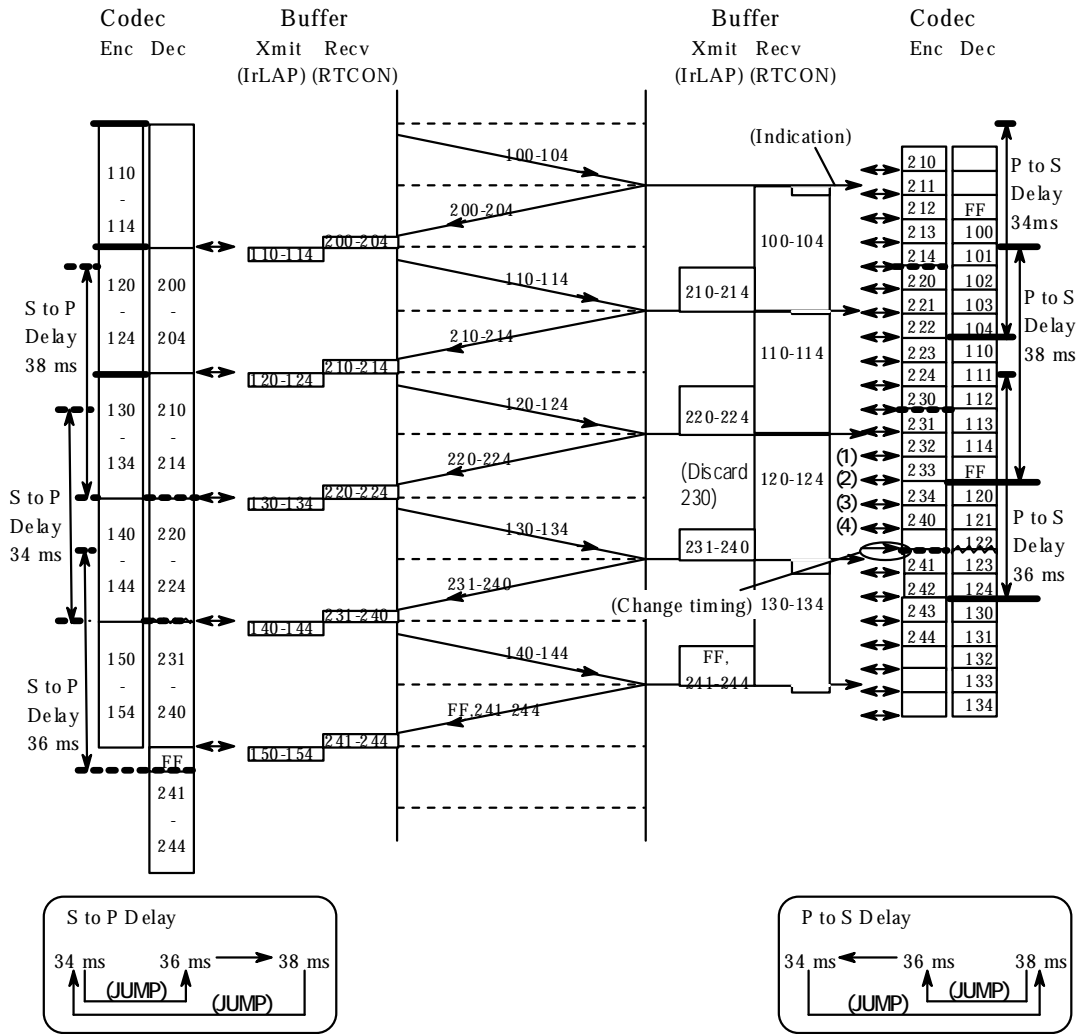 Codec
Enc Dec
Buffer
Xmit Recv
(IrLAP) (RTCON)
Buffer
Xmit Recv
(IrLAP) (RTCON)
Codec
Enc Dec
110
-
114
120
-
124
130
-
134
140
-
144
150
-
154
200
-
204
210
-
214
220
-
224
231
-
240
FF
241
-
244
S to P
Delay
38 ms
S to P
Delay
34 ms
S to P
Delay
36 ms
110-114
200-204
120-124
210-214
130-134
220-224
140-144
231-240
150-154
241-244
100-104
200-204
110-114
210-214
120-124
220-224
130-134
231-240
140-144
FF,241-244
(Indication)
100-104
210-214
110-114
220-224
(Discard
230)
120-124
231-240
(Change timing)
130-134
FF,
241-244
(1)
(2)
(3)
(4)
210
211
212 FF
213 100
214 101
220 102
221 103
222 104
223 110
224 111
230 112
231 113
232 114
233 FF
234 120
240 121
122
241 123
242 124
243 130
244 131
132
133
134
P to S
Delay
34ms
P to S
Delay
38 ms
P to S
Delay
36 ms
S to P Delay
34 ms 36 ms 38 ms
(JUMP)
(JUMP)
P to S Delay
34 ms 36 ms 38 ms
(JUMP)
(JUMP)